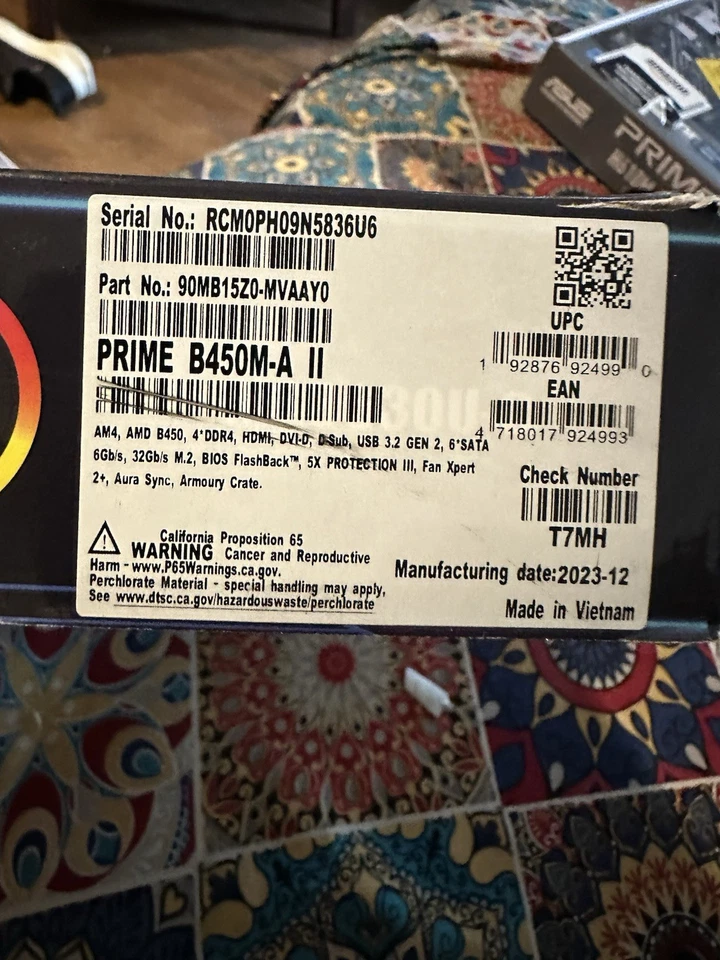 Serial No.: RCM0PH09N5836U6
Part No.: 90MB15Z0-MVAAY0
PRIME B450M-A II
AM4, AMD B450, 4*DDR4, HDMI, DVI-D, D-Sub, USB 3.2 GEN 2, 6*SATA
6Gb/s, 32Gb/s M.2, BIOS FlashBack™, 5X PROTECTION III, Fan Xpert
2+, Aura Sync, Armoury Crate.
California Proposition 65
WARNING Cancer and Reproductive
Harm - www.P65Warnings.ca.gov.
Perchlorate Material - special handling may apply,
See www.dtsc.ca.gov/hazardouswaste/perchlorate
UPC
1 92876 92499 0
EAN
4 718017 924993
Check Number
T7MH
Manufacturing date:2023-12
Made in Vietnam
ASUS
PRIME